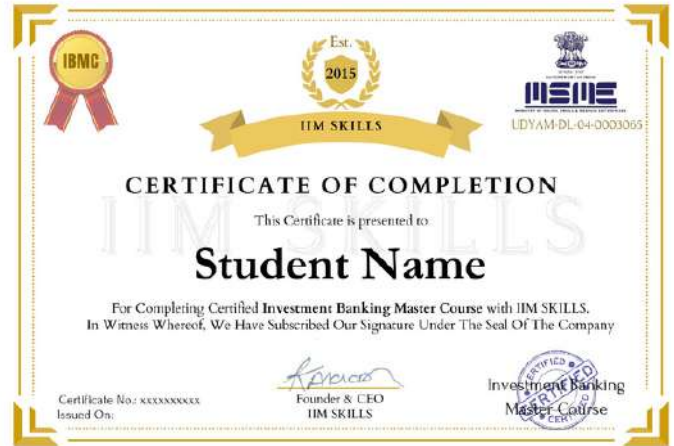 IBMC
Est.
2015
IIM SKILLS
MSME
UDYAM-DL-04-0003065
CERTIFICATE OF COMPLETION
This Certificate is presented to
IIM SKILLS
Student Name
For Completing Certified Investment Banking Master Course with IIM SKILLS.
In Witness Whereof, We Have Subscribed Our Signature Under The Seal Of The Company
Certificate No.: xxxxxxxxxx
Issued On:
Founder & CEO
IIM SKILLS
CERTIFIED
CERTIFIED
Investment Banking
Master Course